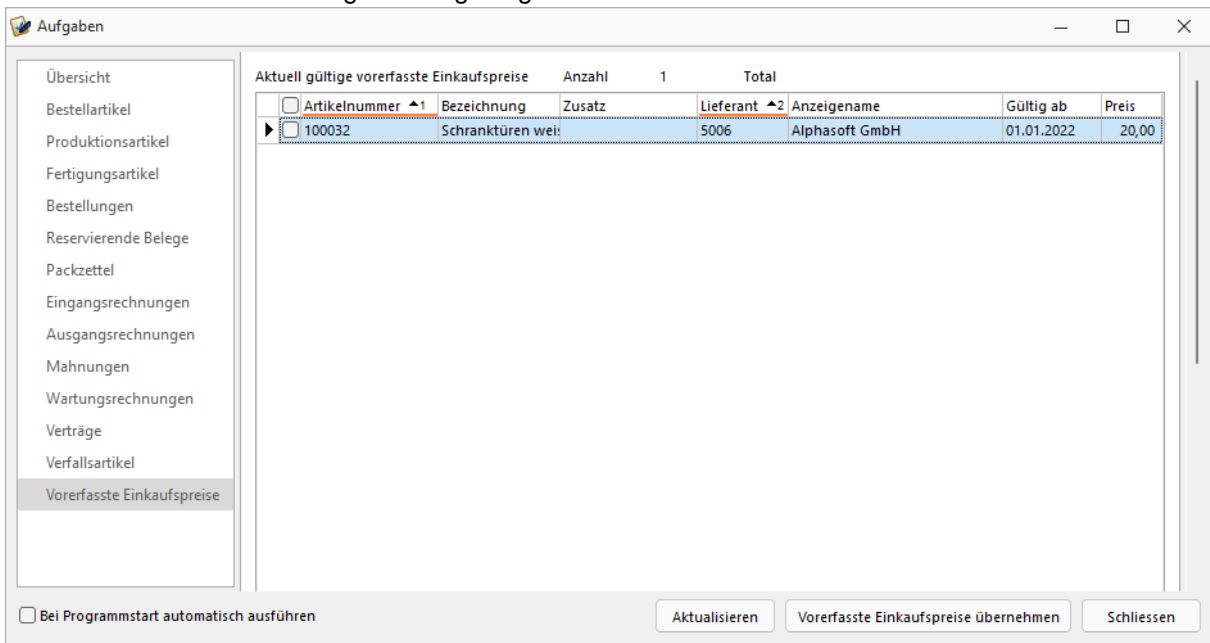 Aufgaben
Übersicht
Bestellartikel
Produktionsartikel
Fertigungsartikel
Bestellungen
Reservierende Belege
Packzettel
Eingangsrechnungen
Ausgangsrechnungen
Mahnungen
Wartungsrechnungen
Verträge
Verfallsartikel
Vorerfasste Einkaufspreise
Aktuell gültige vorerfasste Einkaufspreise Anzahl 1 Total
Artikelnummer 1 Bezeichnung Zusatz Lieferant 2 Anzeigename Gültig ab Preis
100032 Schranktüren weis 5006 Alphasoft GmbH 01.01.2022 20,00
Bei Programmstart automatisch ausführen
Aktualisieren Vorerfasste Einkaufspreise übernehmen Schliessen